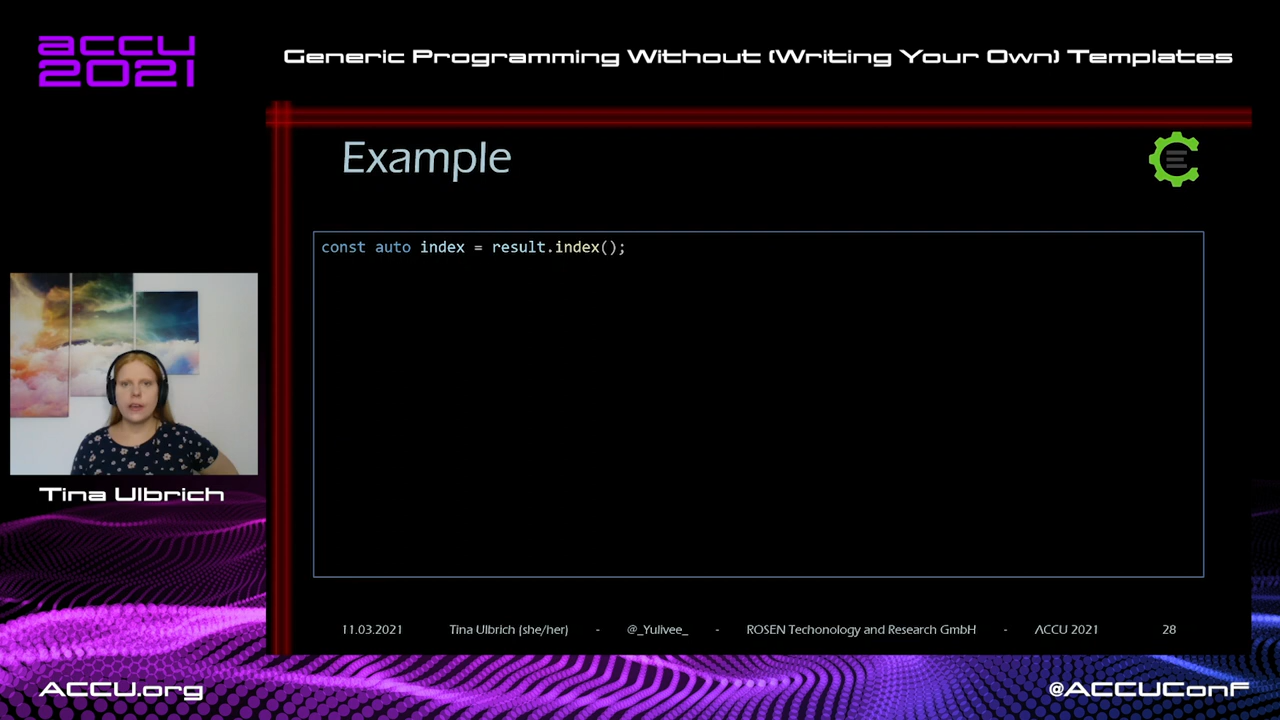 accu
2021
Generic Programming Without (Writing Your Own) Templates
Example
const auto index = result.index();
Tina Ulbrich
11.03.2021 Tina Ulbrich (she/her) - @_Yulivee_ - ROSEN Techonology and Research GmbH - ACCU 2021 28
ACCU.org
@ACCUConf